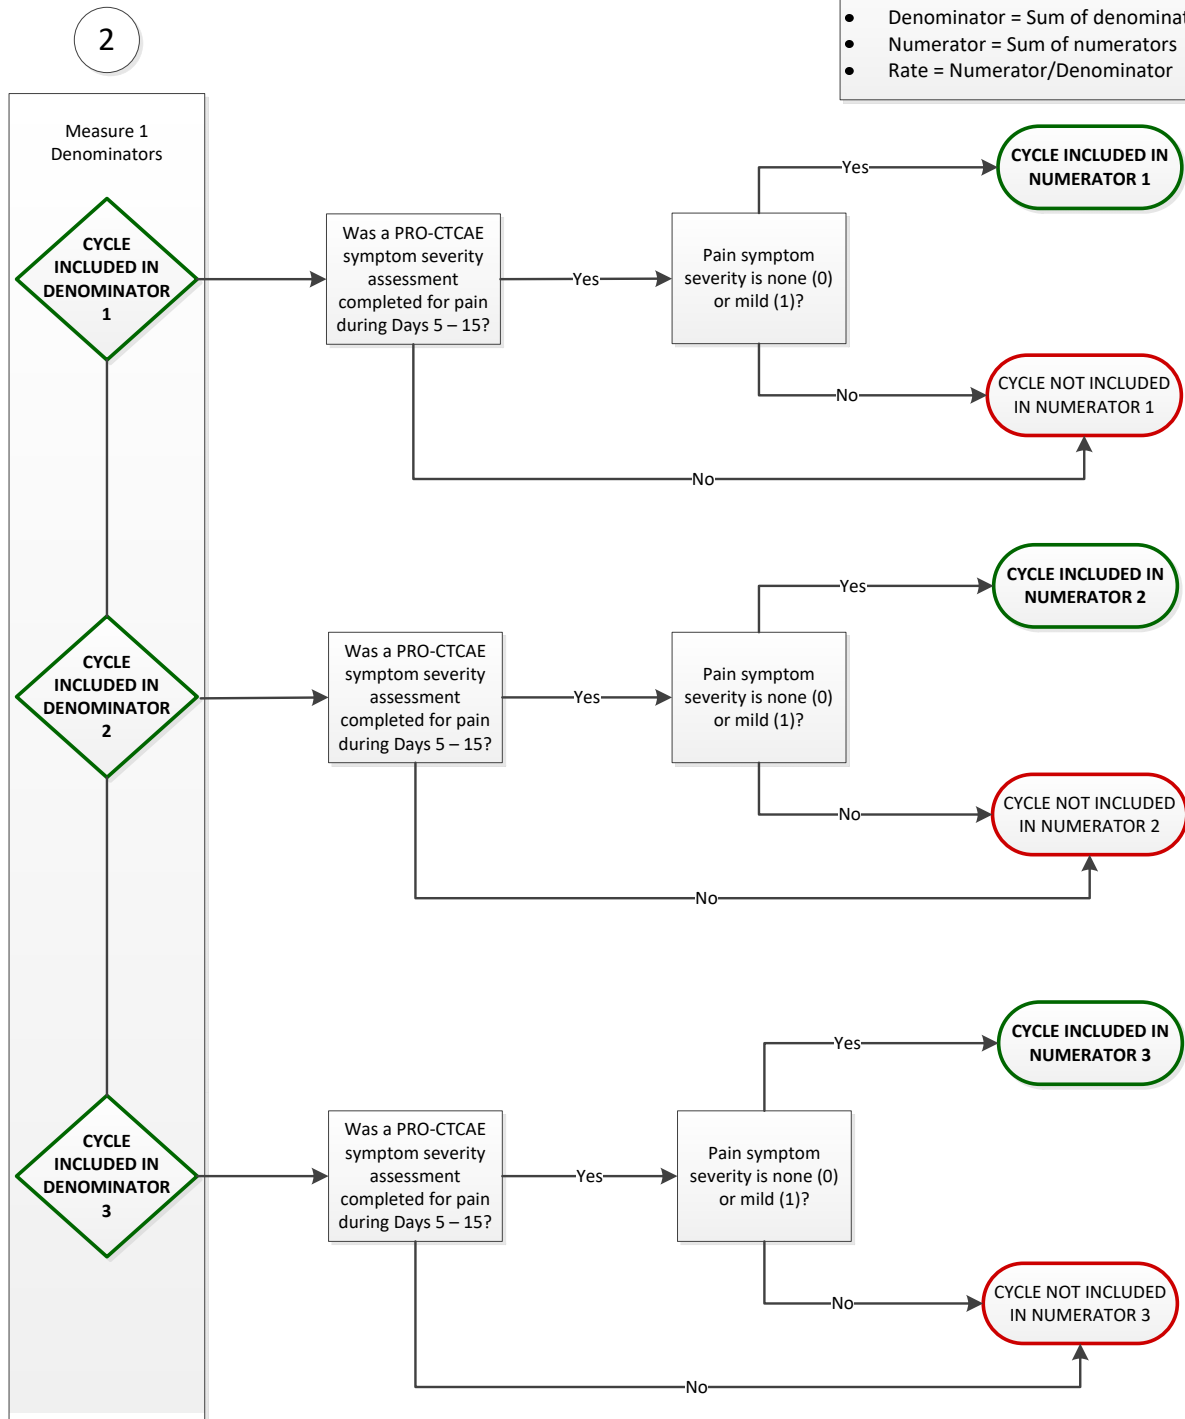 2
• Denominator = Sum of
• Numerator = Sum of numerators
• Rate = Numerator/Denominator
Measure 1
Denominators
CYCLE
INCLUDED IN
DENOMINATOR
1
Was a PRO-CTCAE
symptom severity
assessment
completed for pain
during Days 5 – 15?
Yes
Pain symptom
severity is none (0)
or mild (1)?
Yes
CYCLE INCLUDED IN
NUMERATOR 1
No
CYCLE NOT INCLUDED
IN NUMERATOR 1
No
CYCLE
INCLUDED IN
DENOMINATOR
2
Was a PRO-CTCAE
symptom severity
assessment
completed for pain
during Days 5 – 15?
Yes
Pain symptom
severity is none (0)
or mild (1)?
Yes
CYCLE INCLUDED IN
NUMERATOR 2
No
CYCLE NOT INCLUDED
IN NUMERATOR 2
No
CYCLE
INCLUDED IN
DENOMINATOR
3
Was a PRO-CTCAE
symptom severity
assessment
completed for pain
during Days 5 – 15?
Yes
Pain symptom
severity is none (0)
or mild (1)?
Yes
CYCLE INCLUDED IN
NUMERATOR 3
No
CYCLE NOT INCLUDED
IN NUMERATOR 3
No